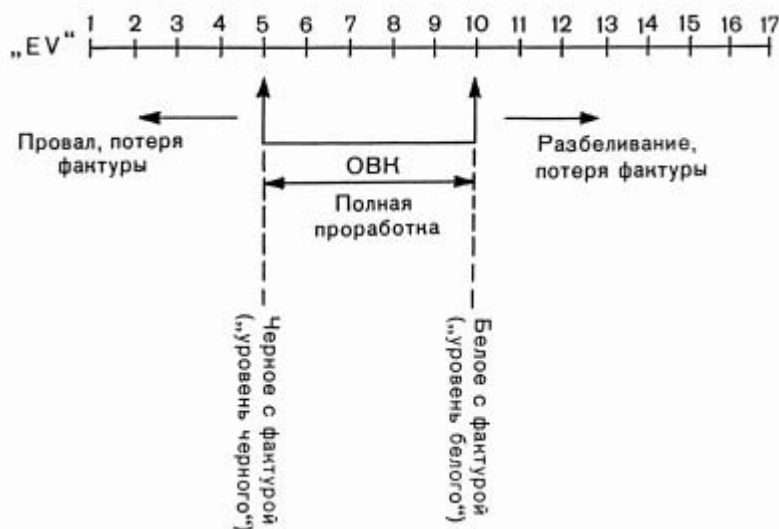 „EV“ 1 2 3 4 5 6 7 8 9 10 11 12 13 14 15 16 17
Провал, потеря
фактуры
ОВК
Полная
проработка
Разбеливание,
потеря фактуры
Черное с фактурой
(„уровень черного“)
Белое с фактурой
(„уровень белого“)